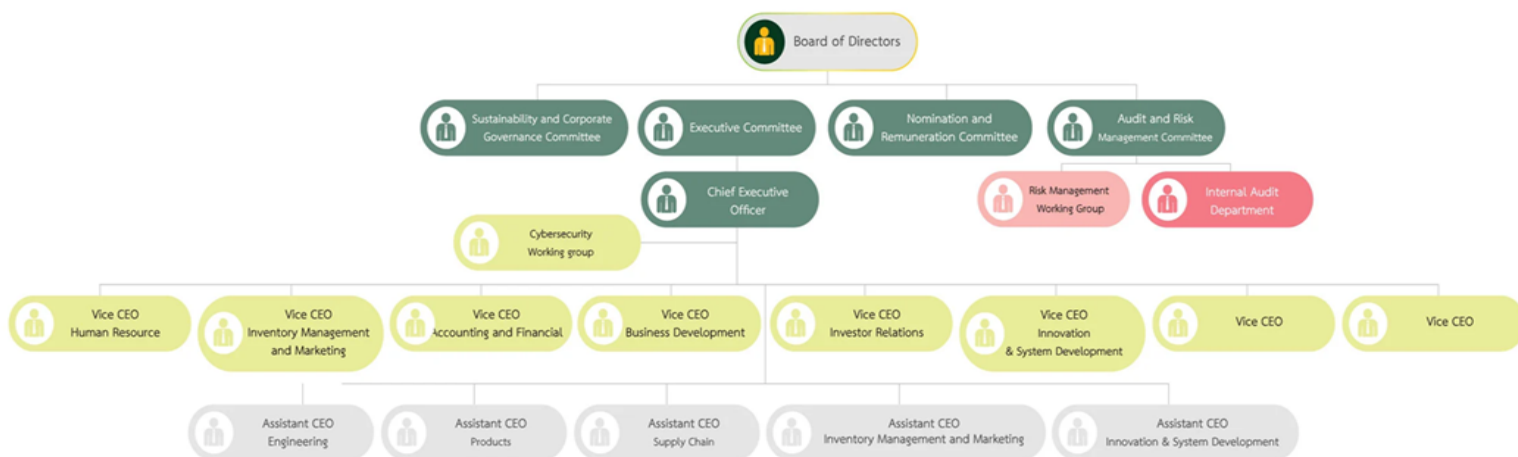 Board of Directors
Sustainability and Corporate
Governance Committee
Executive Committee
Nomination and
Remuneration Committee
Audit and Risk
Management Committee
Chief Executive
Officer
Risk Management
Working Group
Internal Audit
Department
Cybersecurity
Working group
Vice CEO
Human Resource
Vice CEO
Inventory Management
and Marketing
Vice CEO
Accounting and Financial
Vice CEO
Business Development
Vice CEO
Investor Relations
Vice CEO
Innovation
& System Development
Vice CEO
Vice CEO
Assistant CEO
Engineering
Assistant CEO
Products
Assistant CEO
Supply Chain
Assistant CEO
Inventory Management and Marketing
Assistant CEO
Innovation & System Development